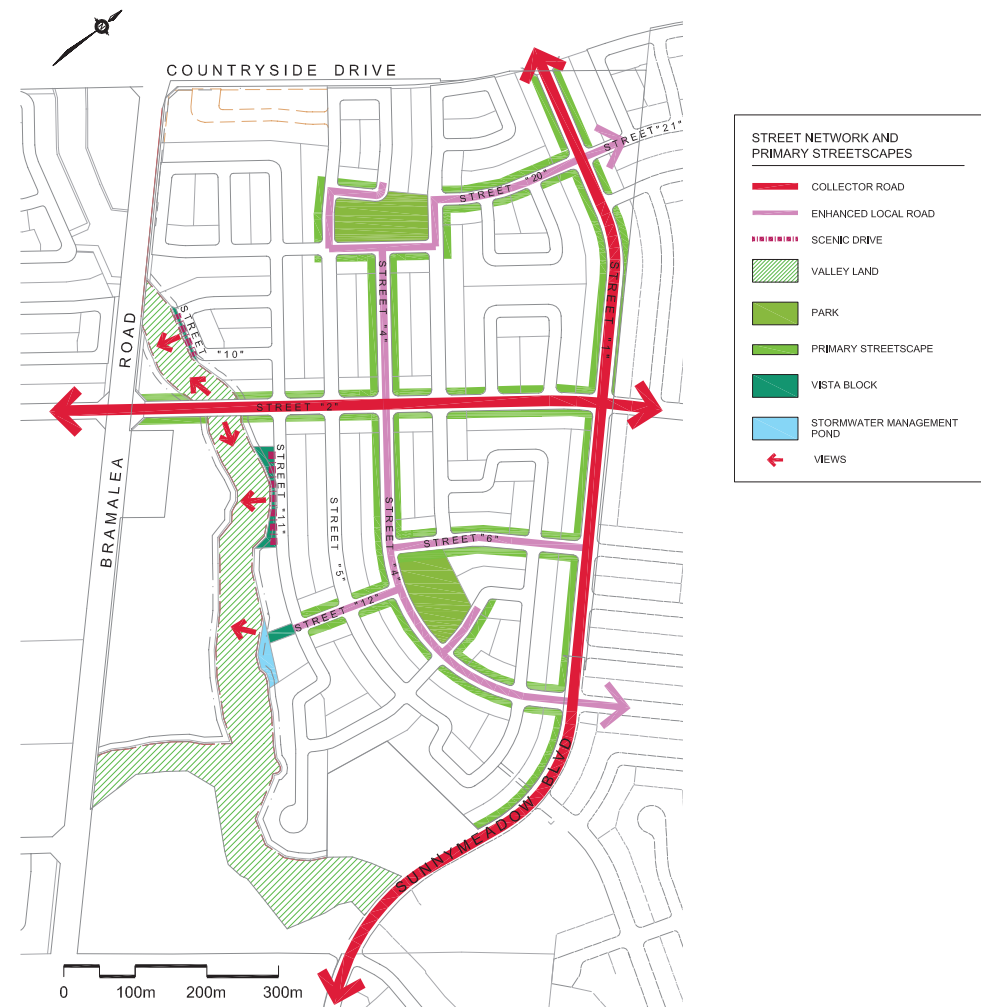 COUNTRYSIDE DRIVE
STREET "21"
STREET "20"
STREET "4"
STREET "1"
STREET "10"
ROAD
BRAMALEA
STREET "2"
STREET "11"
STREET "5"
STREET "4"
STREET "6"
STREET "12"
SUNNYMEADOW BLVD
0 100m 200m 300m
STREET NETWORK AND
PRIMARY STREETSCAPES
COLLECTOR ROAD
ENHANCED LOCAL ROAD
SCENIC DRIVE
VALLEY LAND
PARK
PRIMARY STREETSCAPE
VISTA BLOCK
STORMWATER MANAGEMENT
POND
VIEWS